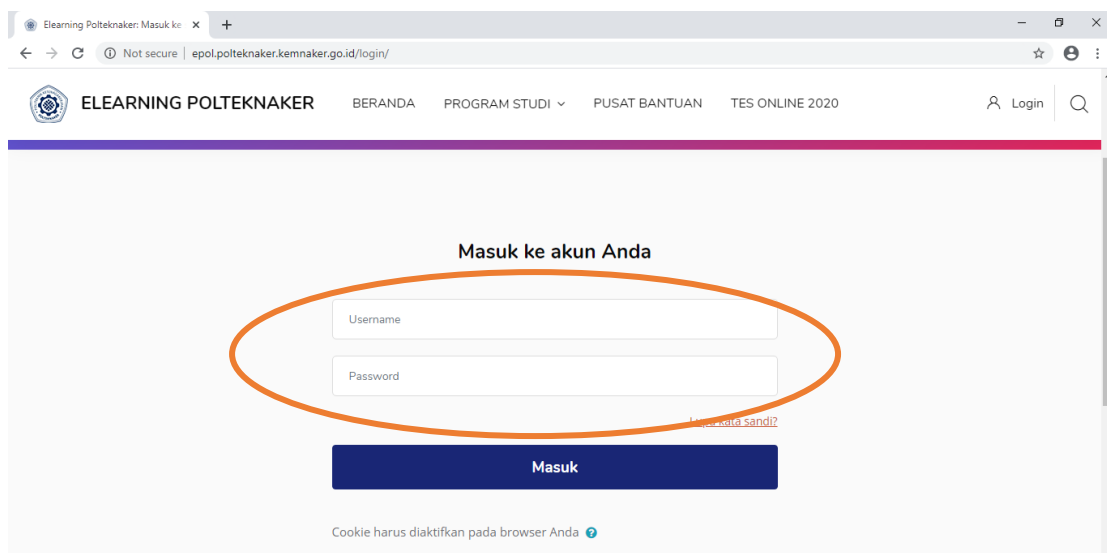 Elearning Polteknaker: Masuk ke
Not secure | epol.polteknaker.kemnaker.go.id/login/
ELEARNING POLTEKNAKER BERANDA PROGRAM STUDI PUSAT BANTUAN TES ONLINE 2020 Login
Masuk ke akun Anda
Username
Password
Lupa kata sandi?
Masuk
Cookie harus diaktifkan pada browser Anda